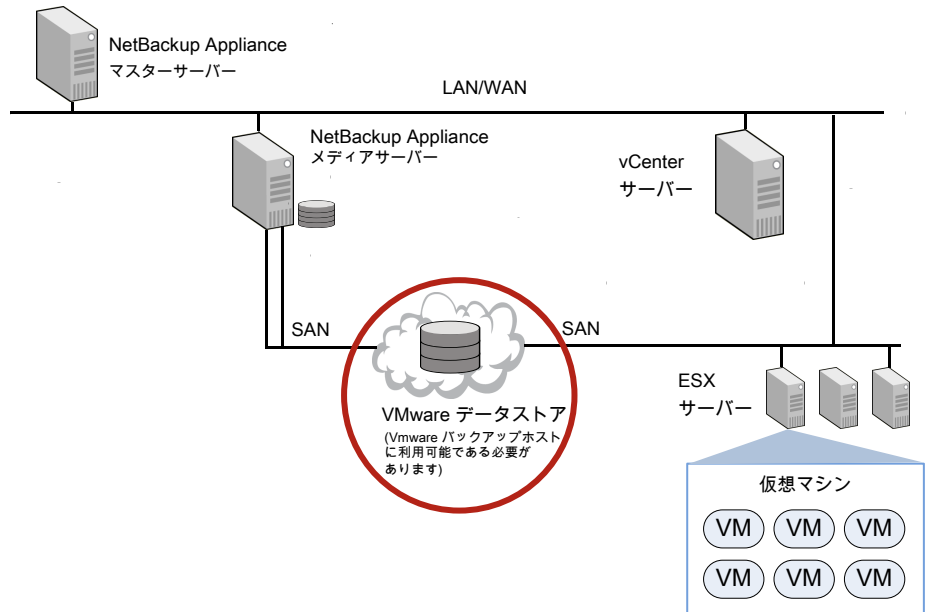 NetBackup Appliance
マスターサーバー
LAN/WAN
NetBackup Appliance
メディアサーバー
vCenter
サーバー
SAN
SAN
VMware データストア
(Vmware バックアップホスト
に利用可能である必要が
あります)
ESX
サーバー
仮想マシン
VM VM VM
VM VM VM